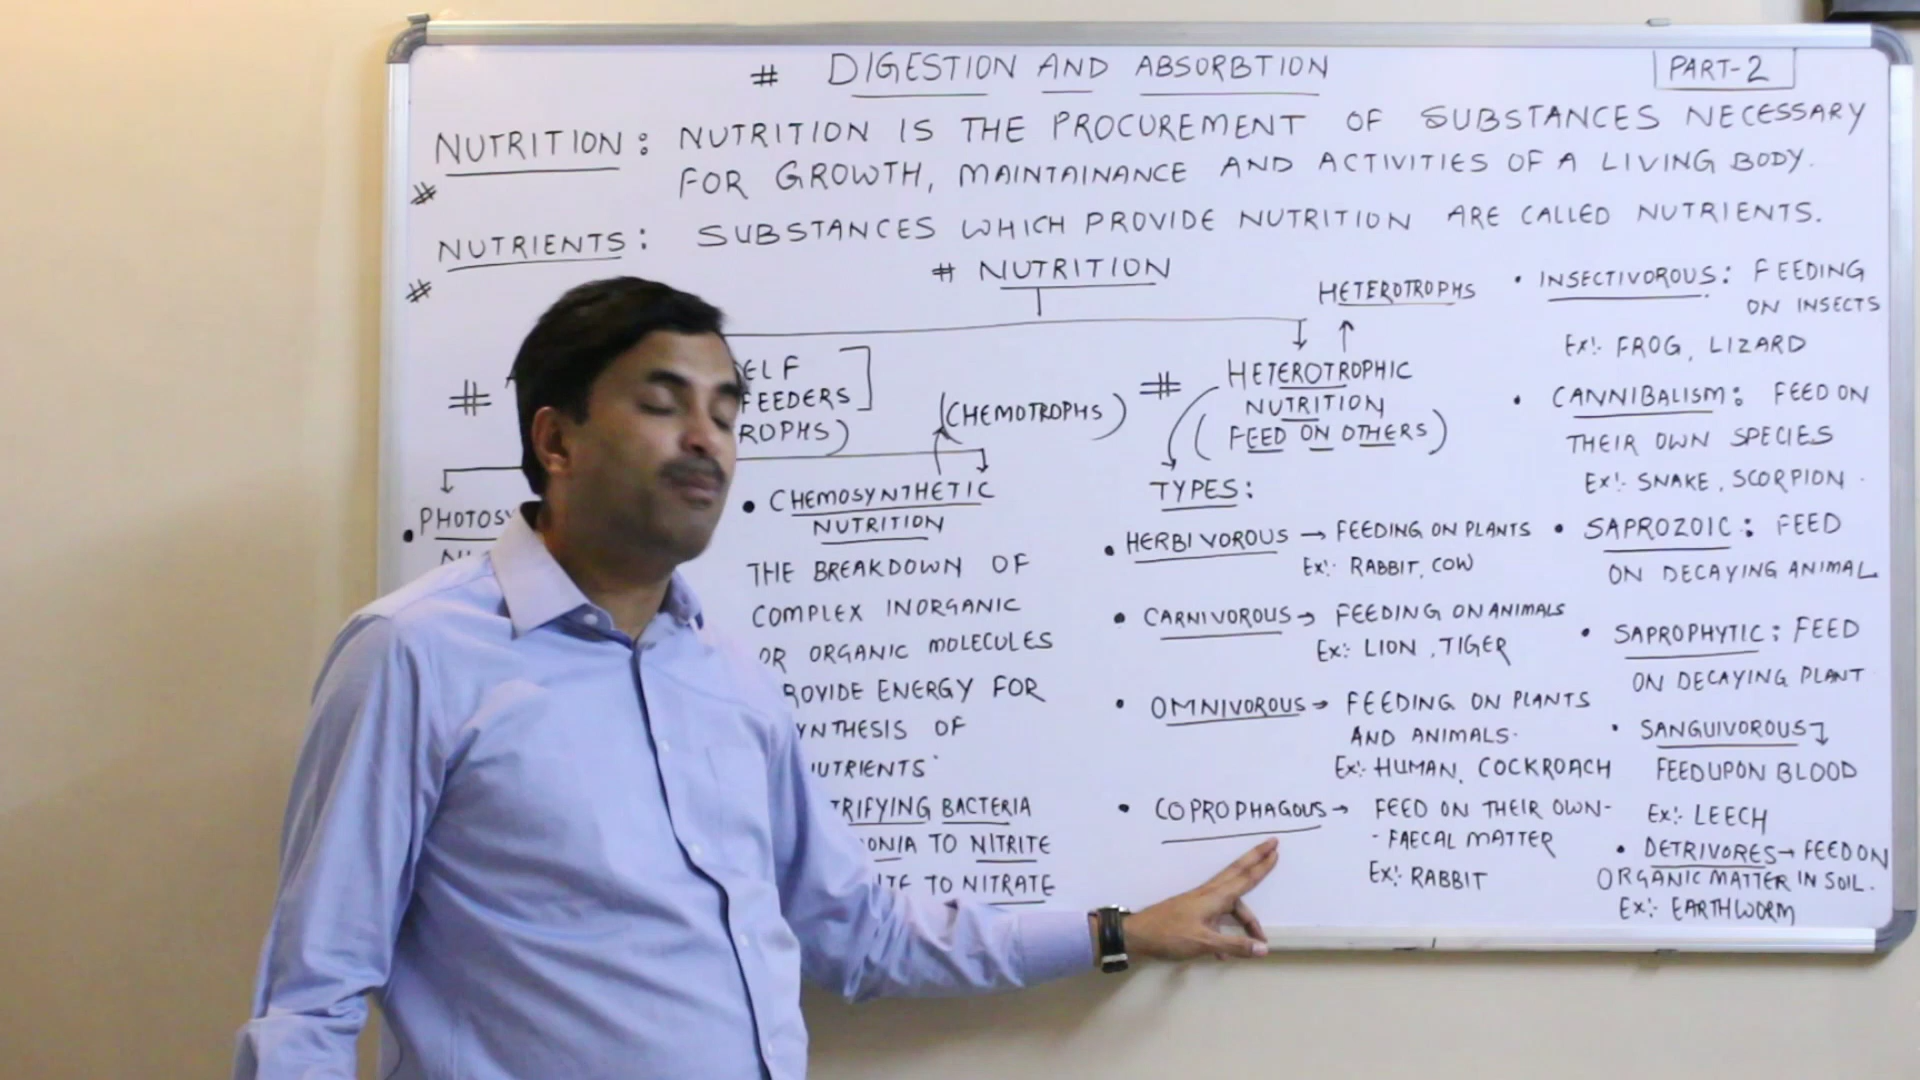 # DIGESTION AND ABSORBTION
PART-2
# NUTRITION : NUTRITION IS THE PROCUREMENT OF SUBSTANCES NECESSARY
FOR GROWTH, MAINTAINANCE AND ACTIVITIES OF A LIVING BODY.
# NUTRIENTS : SUBSTANCES WHICH PROVIDE NUTRITION ARE CALLED NUTRIENTS.
# NUTRITION
#
ELF
FEEDERS
ROPHS)
PHOTOSY
(CHEMOTROPHS)
• CHEMOSYNTHETIC
NUTRITION
THE BREAKDOWN OF
COMPLEX INORGANIC
OR ORGANIC MOLECULES
ROVIDE ENERGY FOR
YNTHESIS OF
UTRIENTS
TRIFYING BACTERIA
ONIA TO NITRITE
ITE TO NITRATE
HETEROTROPHS
# HETEROTROPHIC
NUTRITION
(FEED ON OTHERS)
TYPES:
• HERBIVOROUS → FEEDING ON PLANTS
Ex:- RABBIT, COW
• CARNIVOROUS → FEEDING ON ANIMALS
Ex:- LION, TIGER
• OMNIVOROUS → FEEDING ON PLANTS
AND ANIMALS.
Ex:- HUMAN, COCKROACH
• COPROPHAGOUS → FEED ON THEIR OWN-
- FAECAL MATTER
Ex:- RABBIT
• INSECTIVOROUS: FEEDING
ON INSECTS
Ex:- FROG, LIZARD
• CANNIBALISM: FEED ON
THEIR OWN SPECIES
Ex:- SNAKE, SCORPION.
• SAPROZOIC: FEED
ON DECAYING ANIMAL
• SAPROPHYTIC: FEED
ON DECAYING PLANT
• SANGUIVOROUS
FEED UPON BLOOD
Ex:- LEECH
• DETRIVORES → FEED ON
ORGANIC MATTER IN SOIL.
Ex:- EARTHWORM